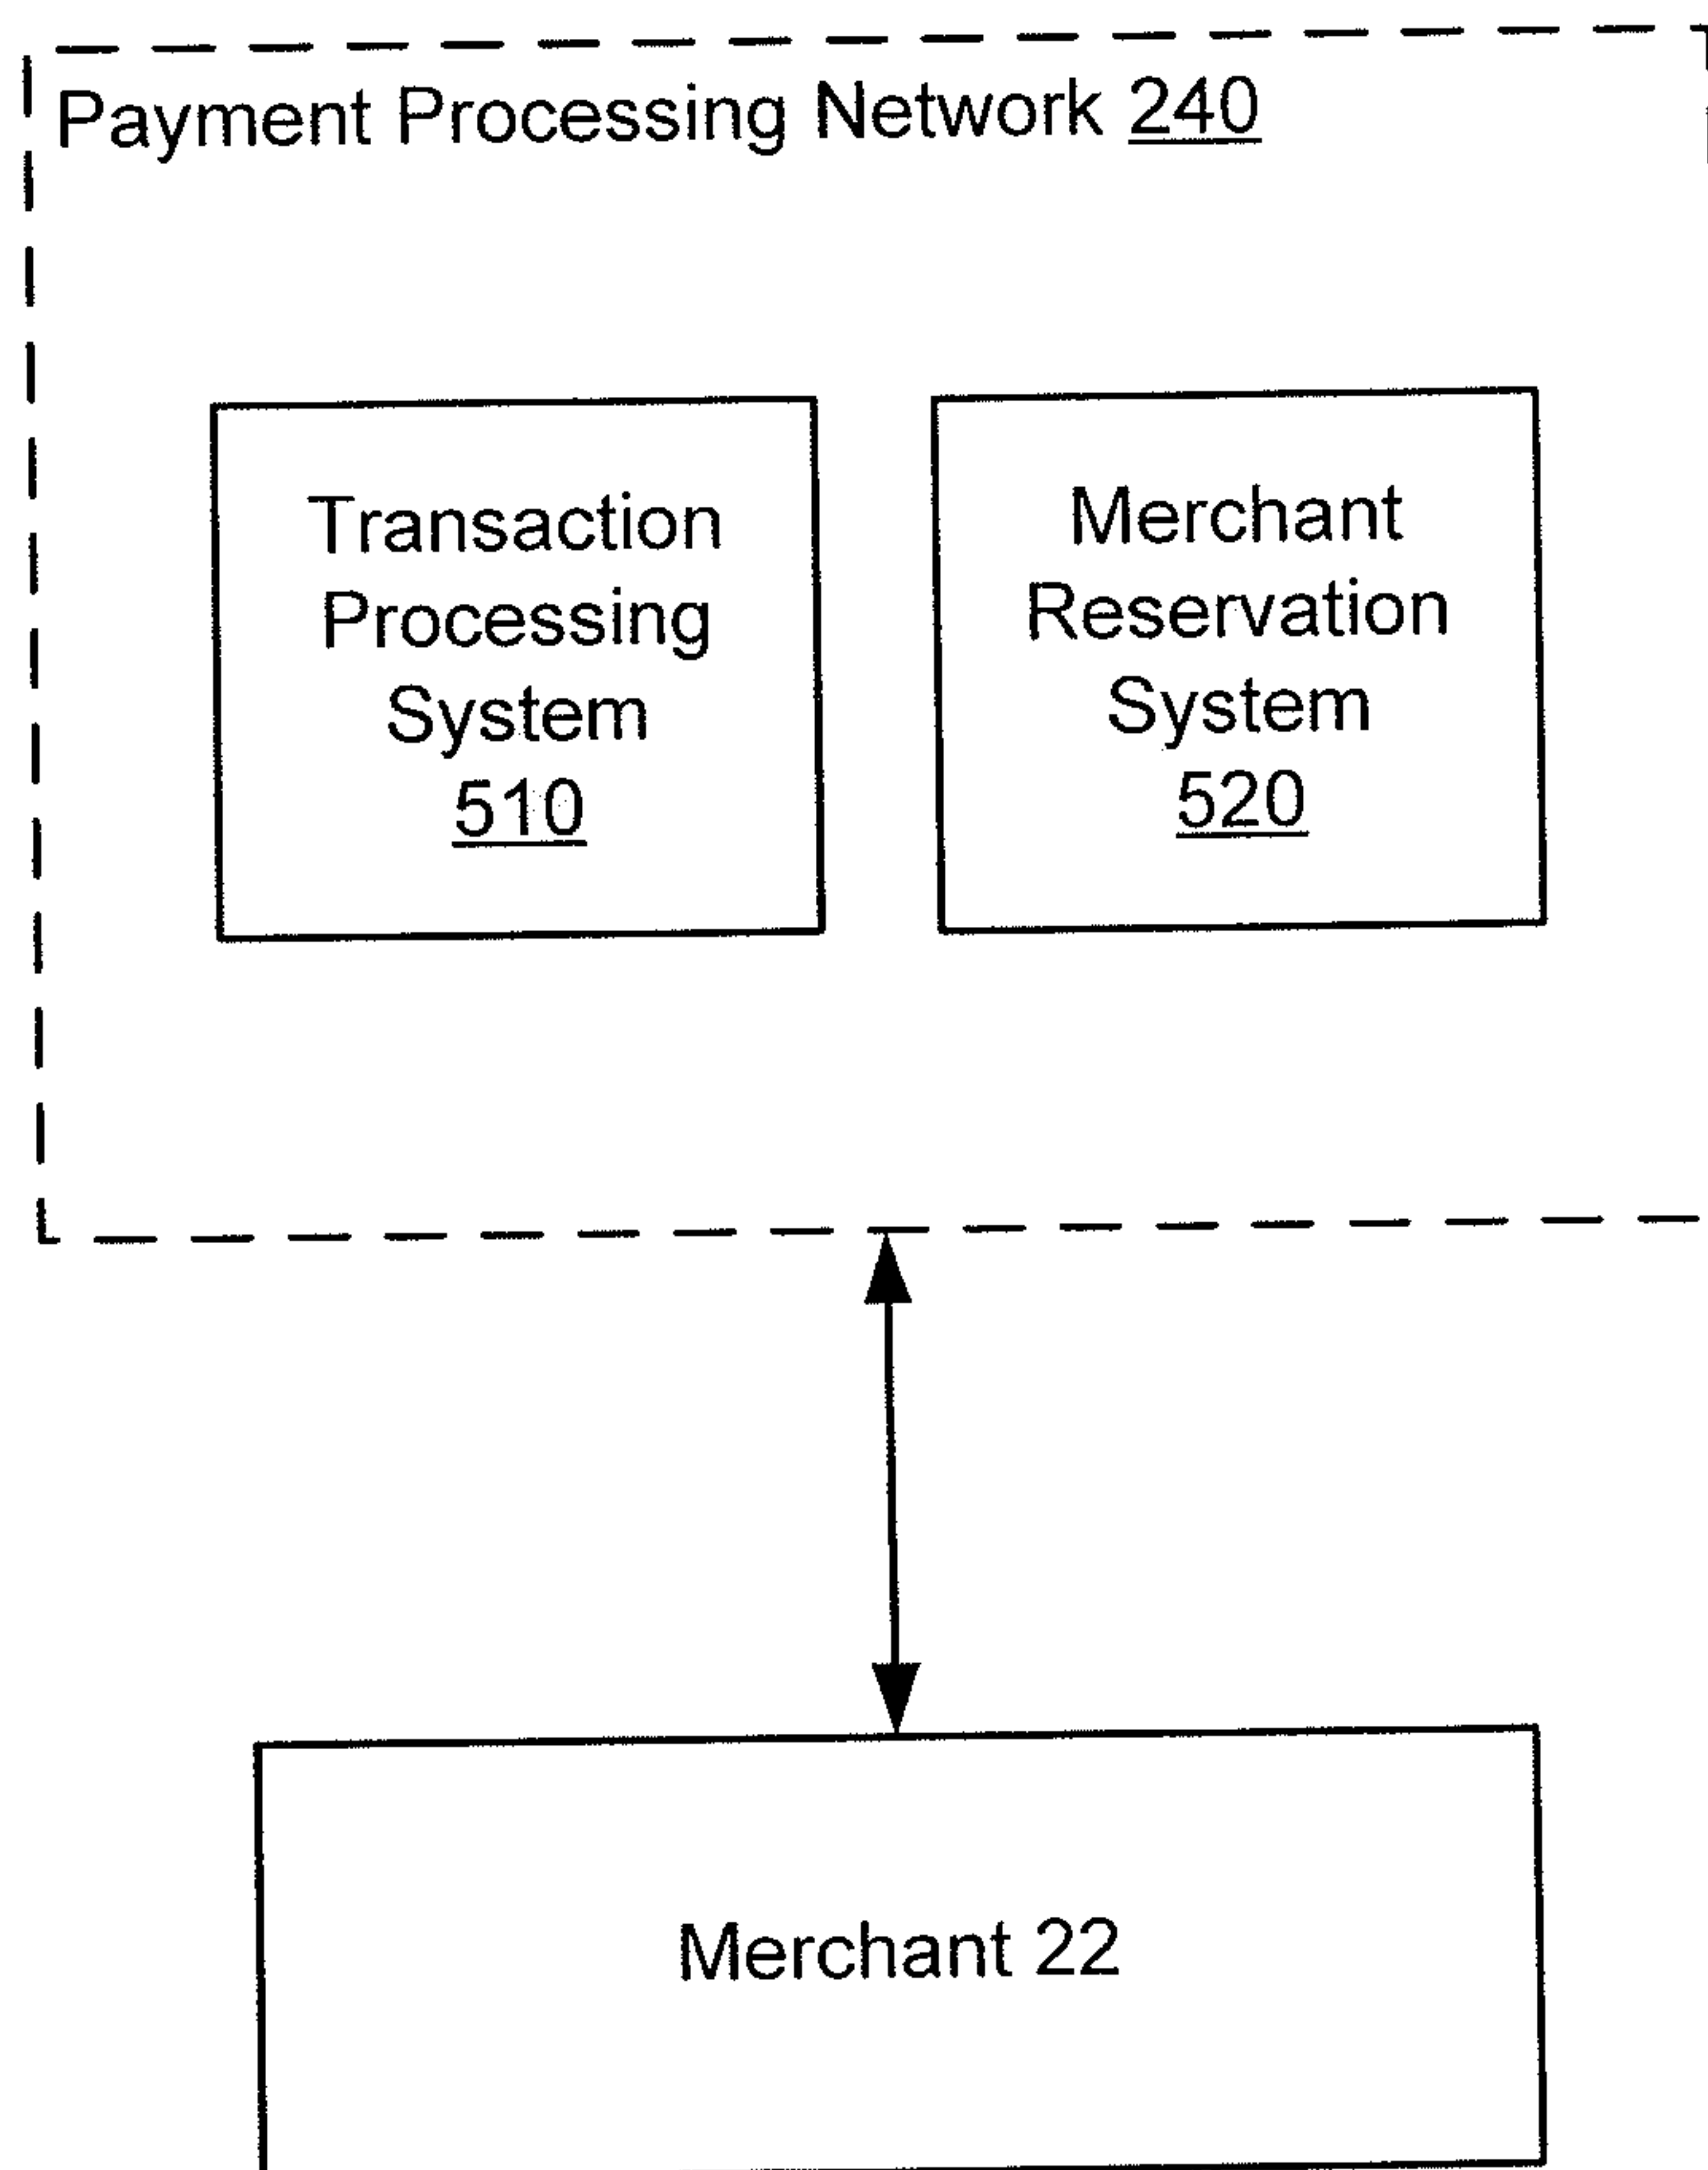 Payment Processing Network 240
Transaction
Processing
System
510
Merchant
Reservation
System
520
Merchant 22